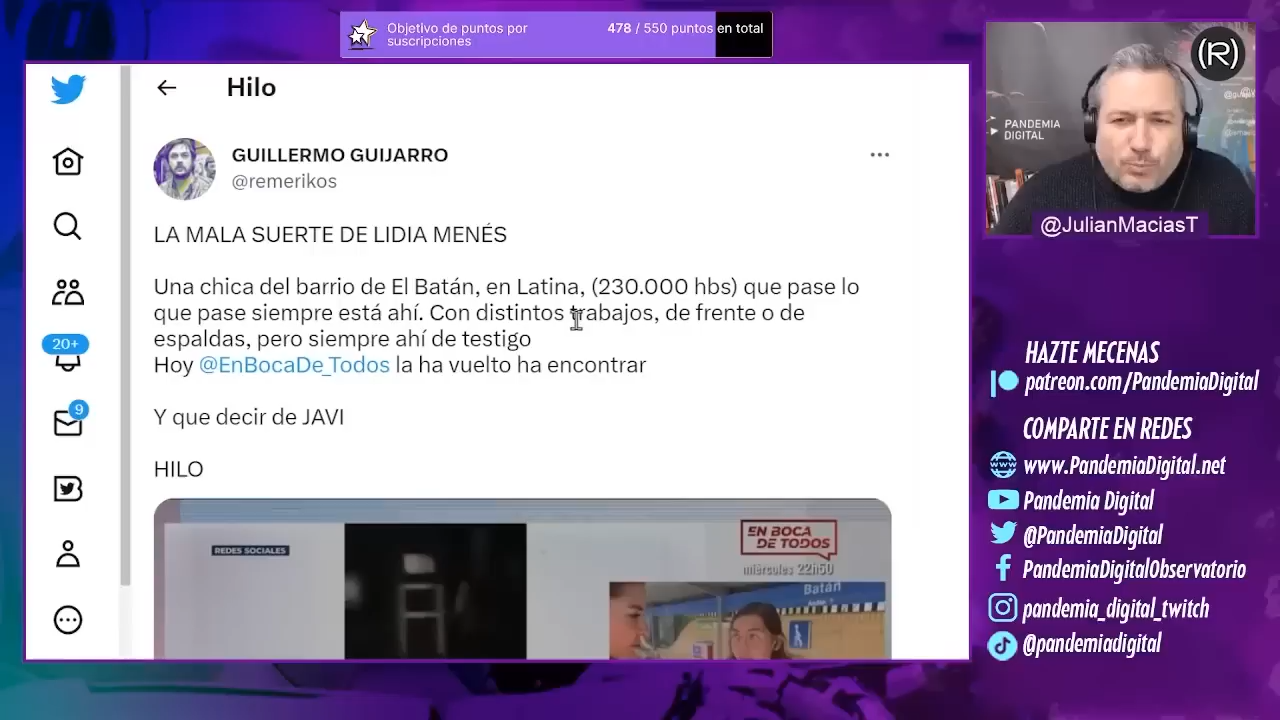 Objetivo de puntos por
suscripciones
478 / 550 puntos en total
Hilo
GUILLERMO GUIJARRO
@remerikos
LA MALA SUERTE DE LIDIA MENÉS
Una chica del barrio de El Batán, en Latina, (230.000 hbs) que pase lo
que pase siempre está ahí. Con distintos trabajos, de frente o de
espaldas, pero siempre ahí de testigo
Hoy @EnBocaDe_Todos la ha vuelto ha encontrar
Y que decir de JAVI
HILO
20+
9
REDES SOCIALES
EN BOCA
DE TODOS
miércoles 22h50
Batán
(R)
PANDEMIA
DIGITAL
@JulianMaciasT
HAZTE MECENAS
patreon.com/PandemiaDigital
COMPARTE EN REDES
www.PandemiaDigital.net
Pandemia Digital
@PandemiaDigital
PandemiaDigitalObservatorio
pandemia_digital_twitch
@pandemiadigital